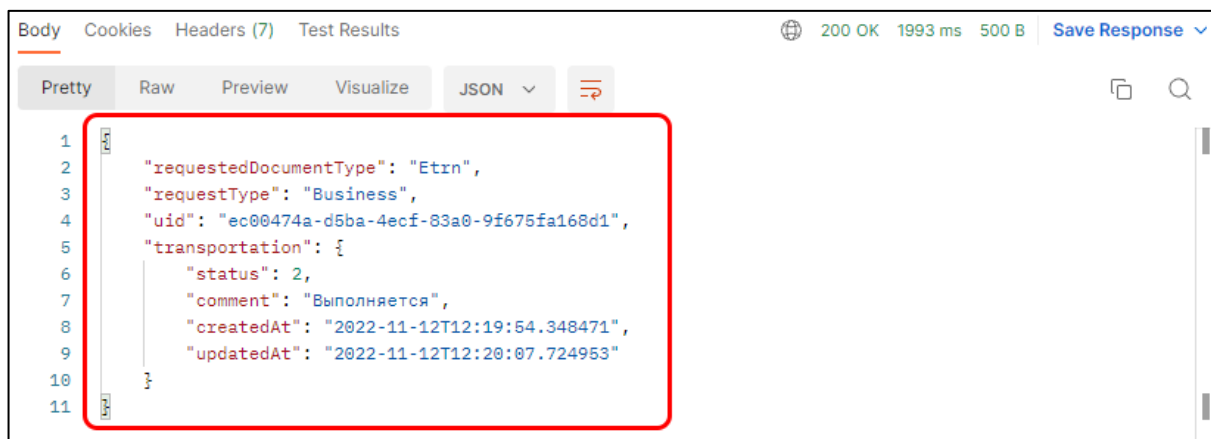 Body Cookies Headers (7) Test Results 200 OK 1993 ms 500 B Save Response
Pretty Raw Preview Visualize JSON
1 {
2 "requestedDocumentType": "Etrn",
3 "requestType": "Business",
4 "uid": "ec00474a-d5ba-4ecf-83a0-9f675fa168d1",
5 "transportation": {
6 "status": 2,
7 "comment": "Выполняется",
8 "createdAt": "2022-11-12T12:19:54.348471",
9 "updatedAt": "2022-11-12T12:20:07.724953"
10 }
11 }